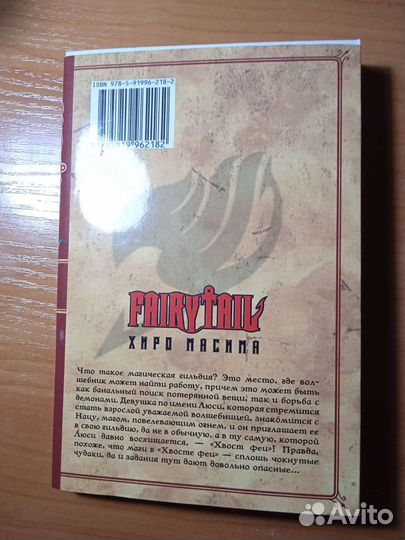 ISBN 978-5-91996-218-2
FAIRY TAIL
ХИРО МАСИМА
Что такое магическая гильдия? Это место, где вол-
шебник может найти работу, причем это может быть
как банальный поиск потерянной вещи, так и борьба с
демонами. Девушка по имени Люси, которая стремится
стать взрослой уважаемой волшебницей, знакомится с
Нацу, магом, повелевающим огнем, и он приглашает ее
в свою гильдию, да не в обычную, а в ту самую, которой
Люси давно восхищается, — «Хвост феи»! Правда,
похоже, что маги в «Хвосте феи» — сплошь чокнутые
чудаки, да и задания тут дают довольно опасные...
Avito